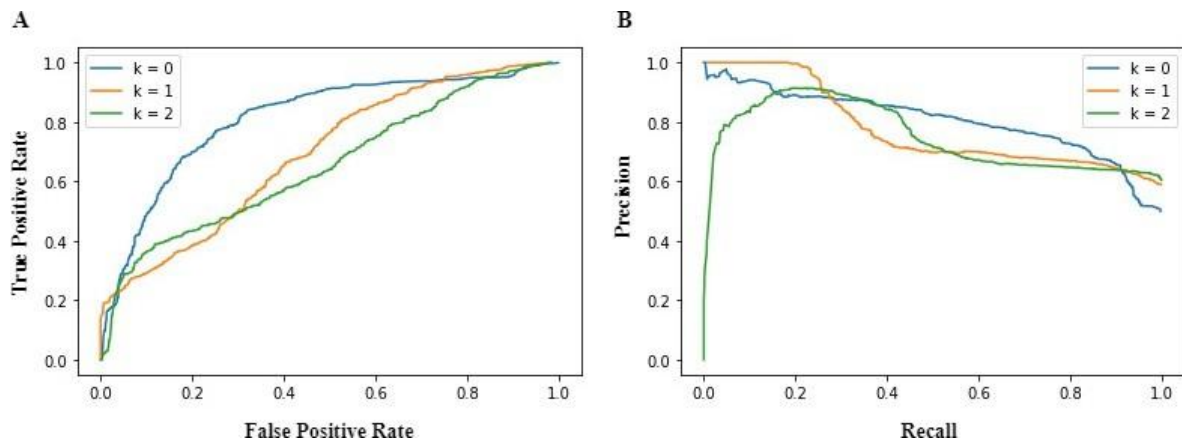 A
True Positive Rate
1.0
0.8
0.6
0.4
0.2
0.0
k = 0
k = 1
k = 2
0.0 0.2 0.4 0.6 0.8 1.0
False Positive Rate
B
Precision
1.0
0.8
0.6
0.4
0.2
0.0
k = 0
k = 1
k = 2
0.0 0.2 0.4 0.6 0.8 1.0
Recall